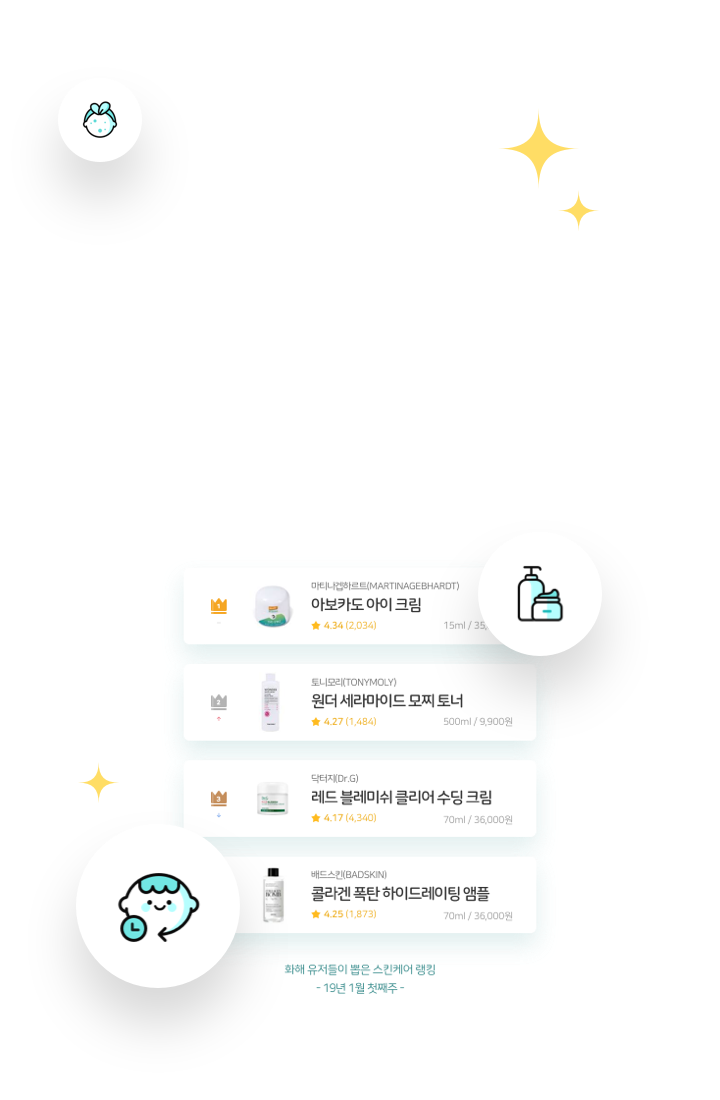 1
마티나겝하르트(MARTINAGEBHARDT)
아보카도 아이 크림
4.34 (2,034)
15ml / 35,
2
토니모리(TONYMOLY)
원더 세라마이드 모찌 토너
4.27 (1,484)
500ml / 9,900원
3
닥터지(Dr.G)
레드 블레미쉬 클리어 수딩 크림
4.17 (4,340)
70ml / 36,000원
배드스킨(BADSKIN)
콜라겐 폭탄 하이드레이팅 앰플
4.25 (1,873)
70ml / 36,000원
화해 유저들이 뽑은 스킨케어 랭킹
- 19년 1월 첫째주 -